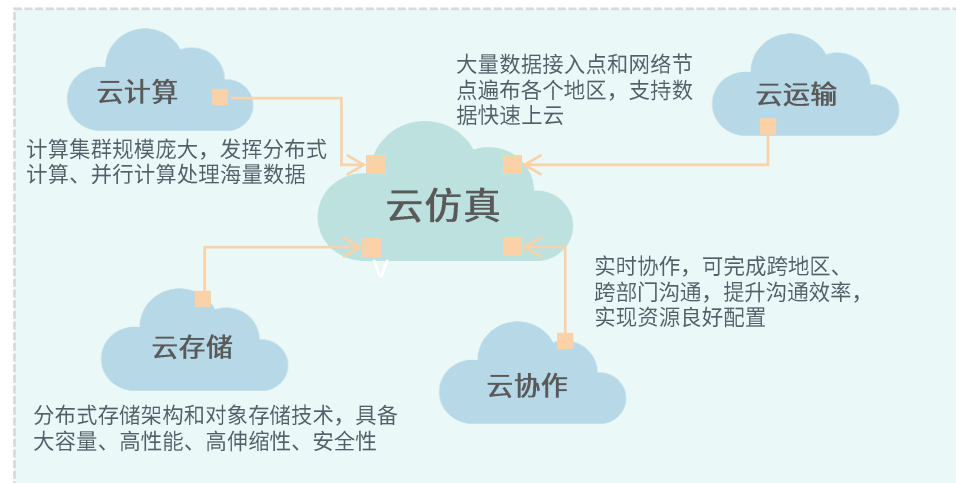 云计算
计算集群规模庞大，发挥分布式
计算、并行计算处理海量数据
大量数据接入点和网络节
点遍布各个地区，支持数
据快速上云
云运输
云仿真
V
云存储
分布式存储架构和对象存储技术，具备
大容量、高性能、高伸缩性、安全性
实时协作，可完成跨地区、
跨部门沟通，提升沟通效率，
实现资源良好配置
云协作